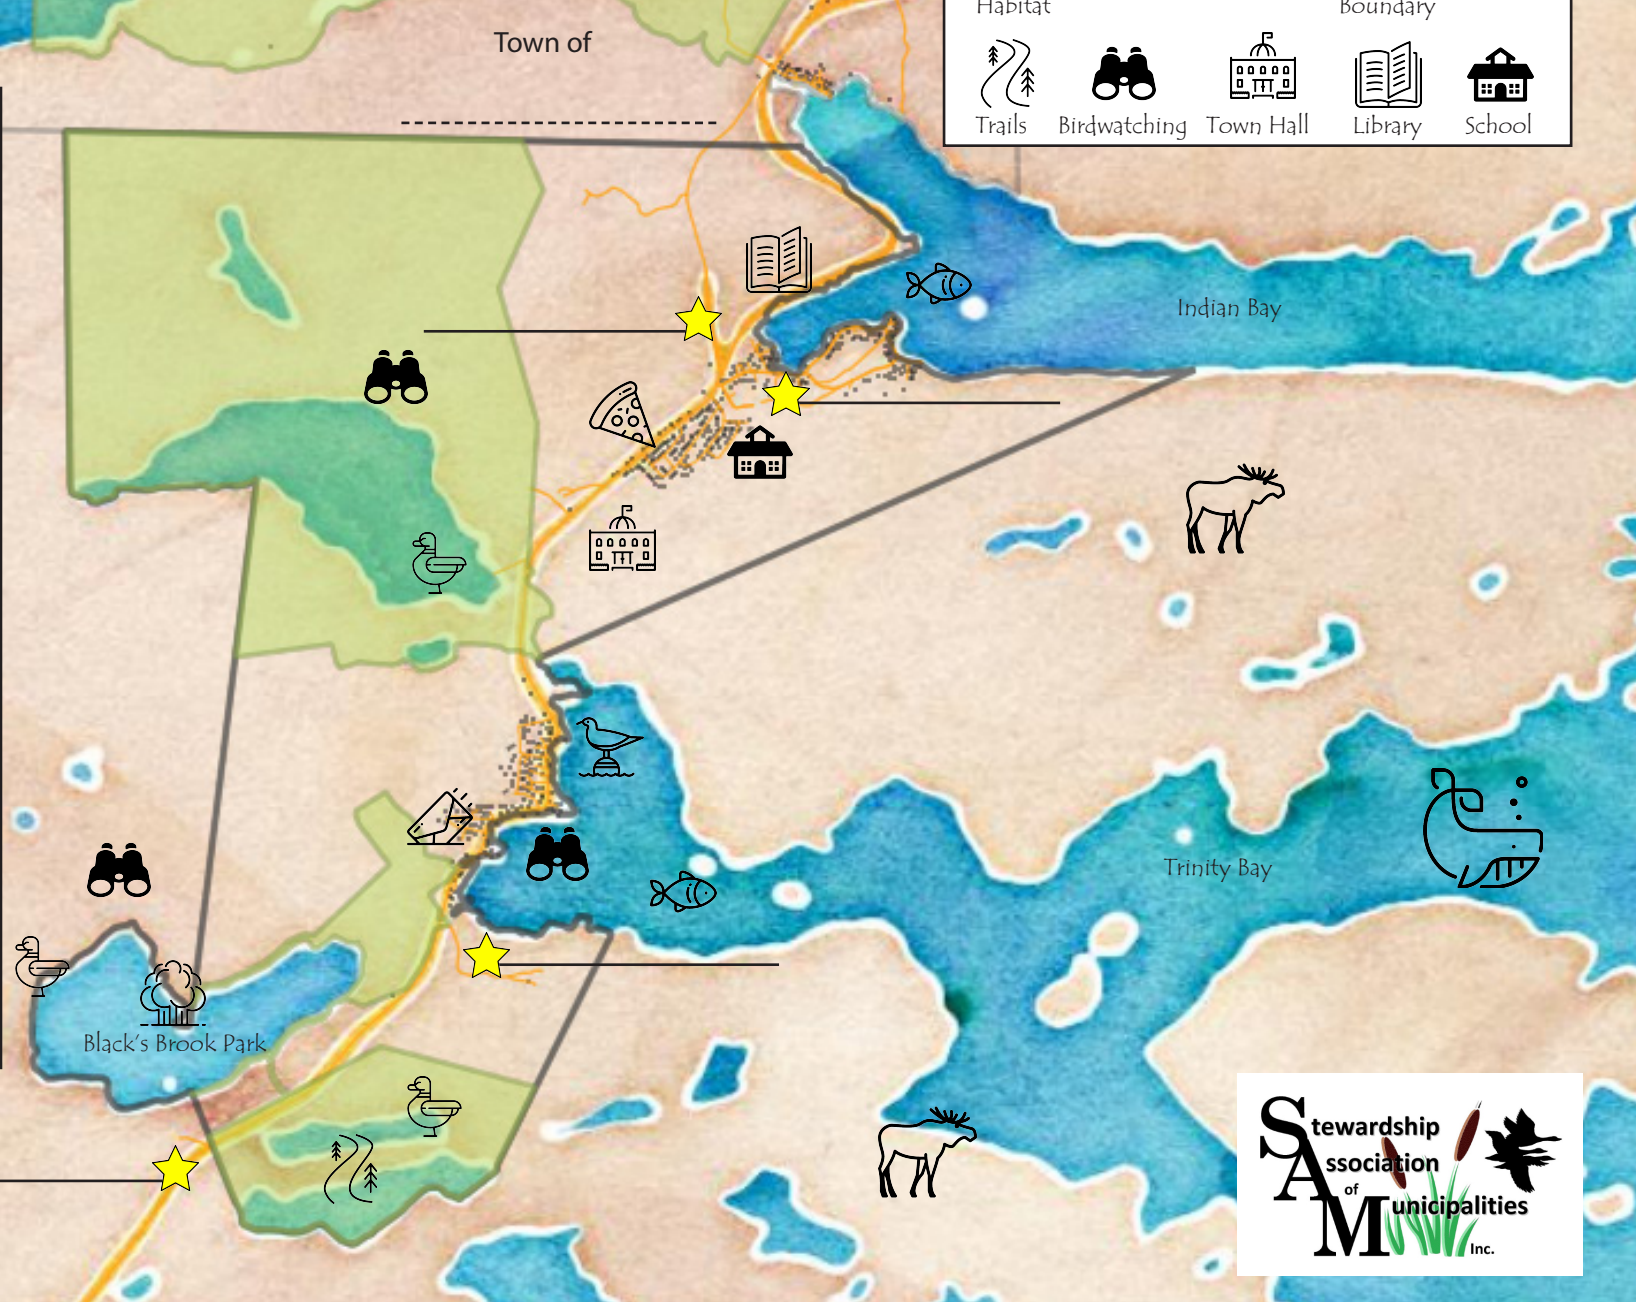 Habitat
Boundary
Town of
Trails
Birdwatching
Town Hall
Library
School
Indian Bay
Trinity Bay
Black's Brook Park
Stewardship
Association
of
Municipalities
Inc.